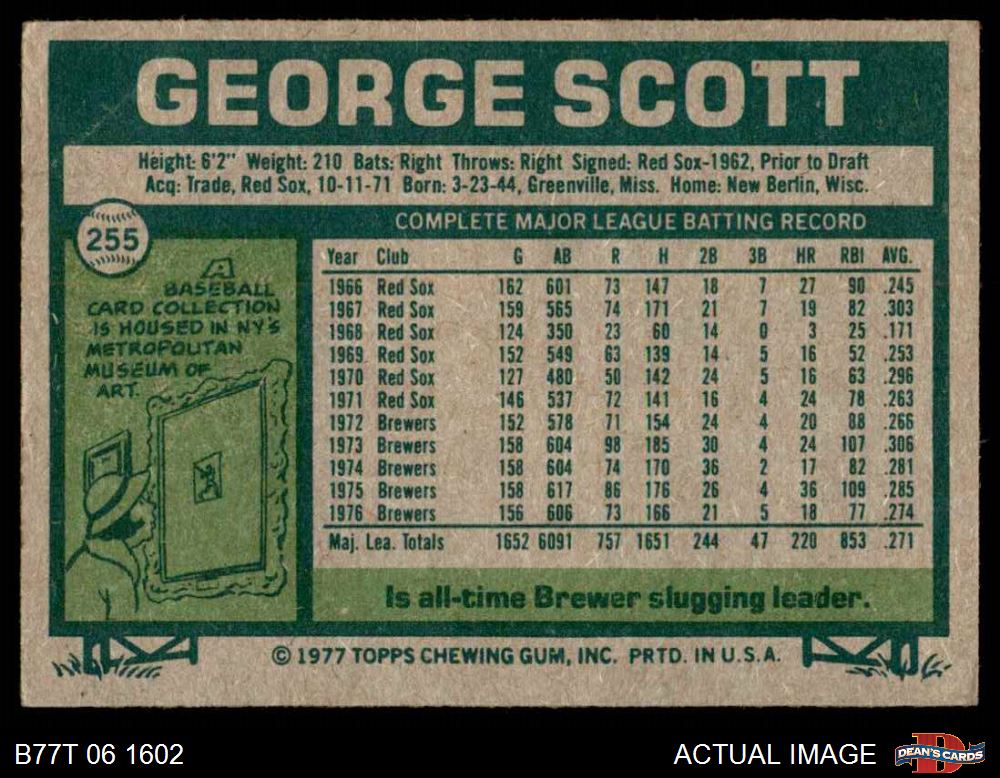 GEORGE SCOTT
Height: 6'2" Weight: 210 Bats: Right Throws: Right Signed: Red Sox-1962, Prior to Draft
Acq: Trade, Red Sox, 10-11-71 Born: 3-23-44, Greenville, Miss. Home: New Berlin, Wisc.
255
A
BASEBALL
CARD COLLECTION
IS HOUSED IN NY'S
METROPOLITAN
MUSEUM OF
ART.
COMPLETE MAJOR LEAGUE BATTING RECORD
Year Club G AB R H 2B 3B HR RBI AVG.
1966 Red Sox 162 601 73 147 18 7 27 90 .245
1967 Red Sox 159 565 74 171 21 7 19 82 .303
1968 Red Sox 124 350 23 60 14 0 3 25 .171
1969 Red Sox 152 549 63 139 14 5 16 52 .253
1970 Red Sox 127 480 50 142 24 5 16 63 .296
1971 Red Sox 146 537 72 141 16 4 24 78 .263
1972 Brewers 152 578 71 154 24 4 20 88 .266
1973 Brewers 158 604 98 185 30 4 24 107 .306
1974 Brewers 158 604 74 170 36 2 17 82 .281
1975 Brewers 158 617 86 176 26 4 36 109 .285
1976 Brewers 156 606 73 166 21 5 18 77 .274
Maj. Lea. Totals 1652 6091 757 1651 244 47 220 853 .271
Is all-time Brewer slugging leader.
© 1977 TOPPS CHEWING GUM, INC. PRTD. IN U.S.A.
B77T 06 1602
ACTUAL IMAGE
D
DEAN'S CARDS